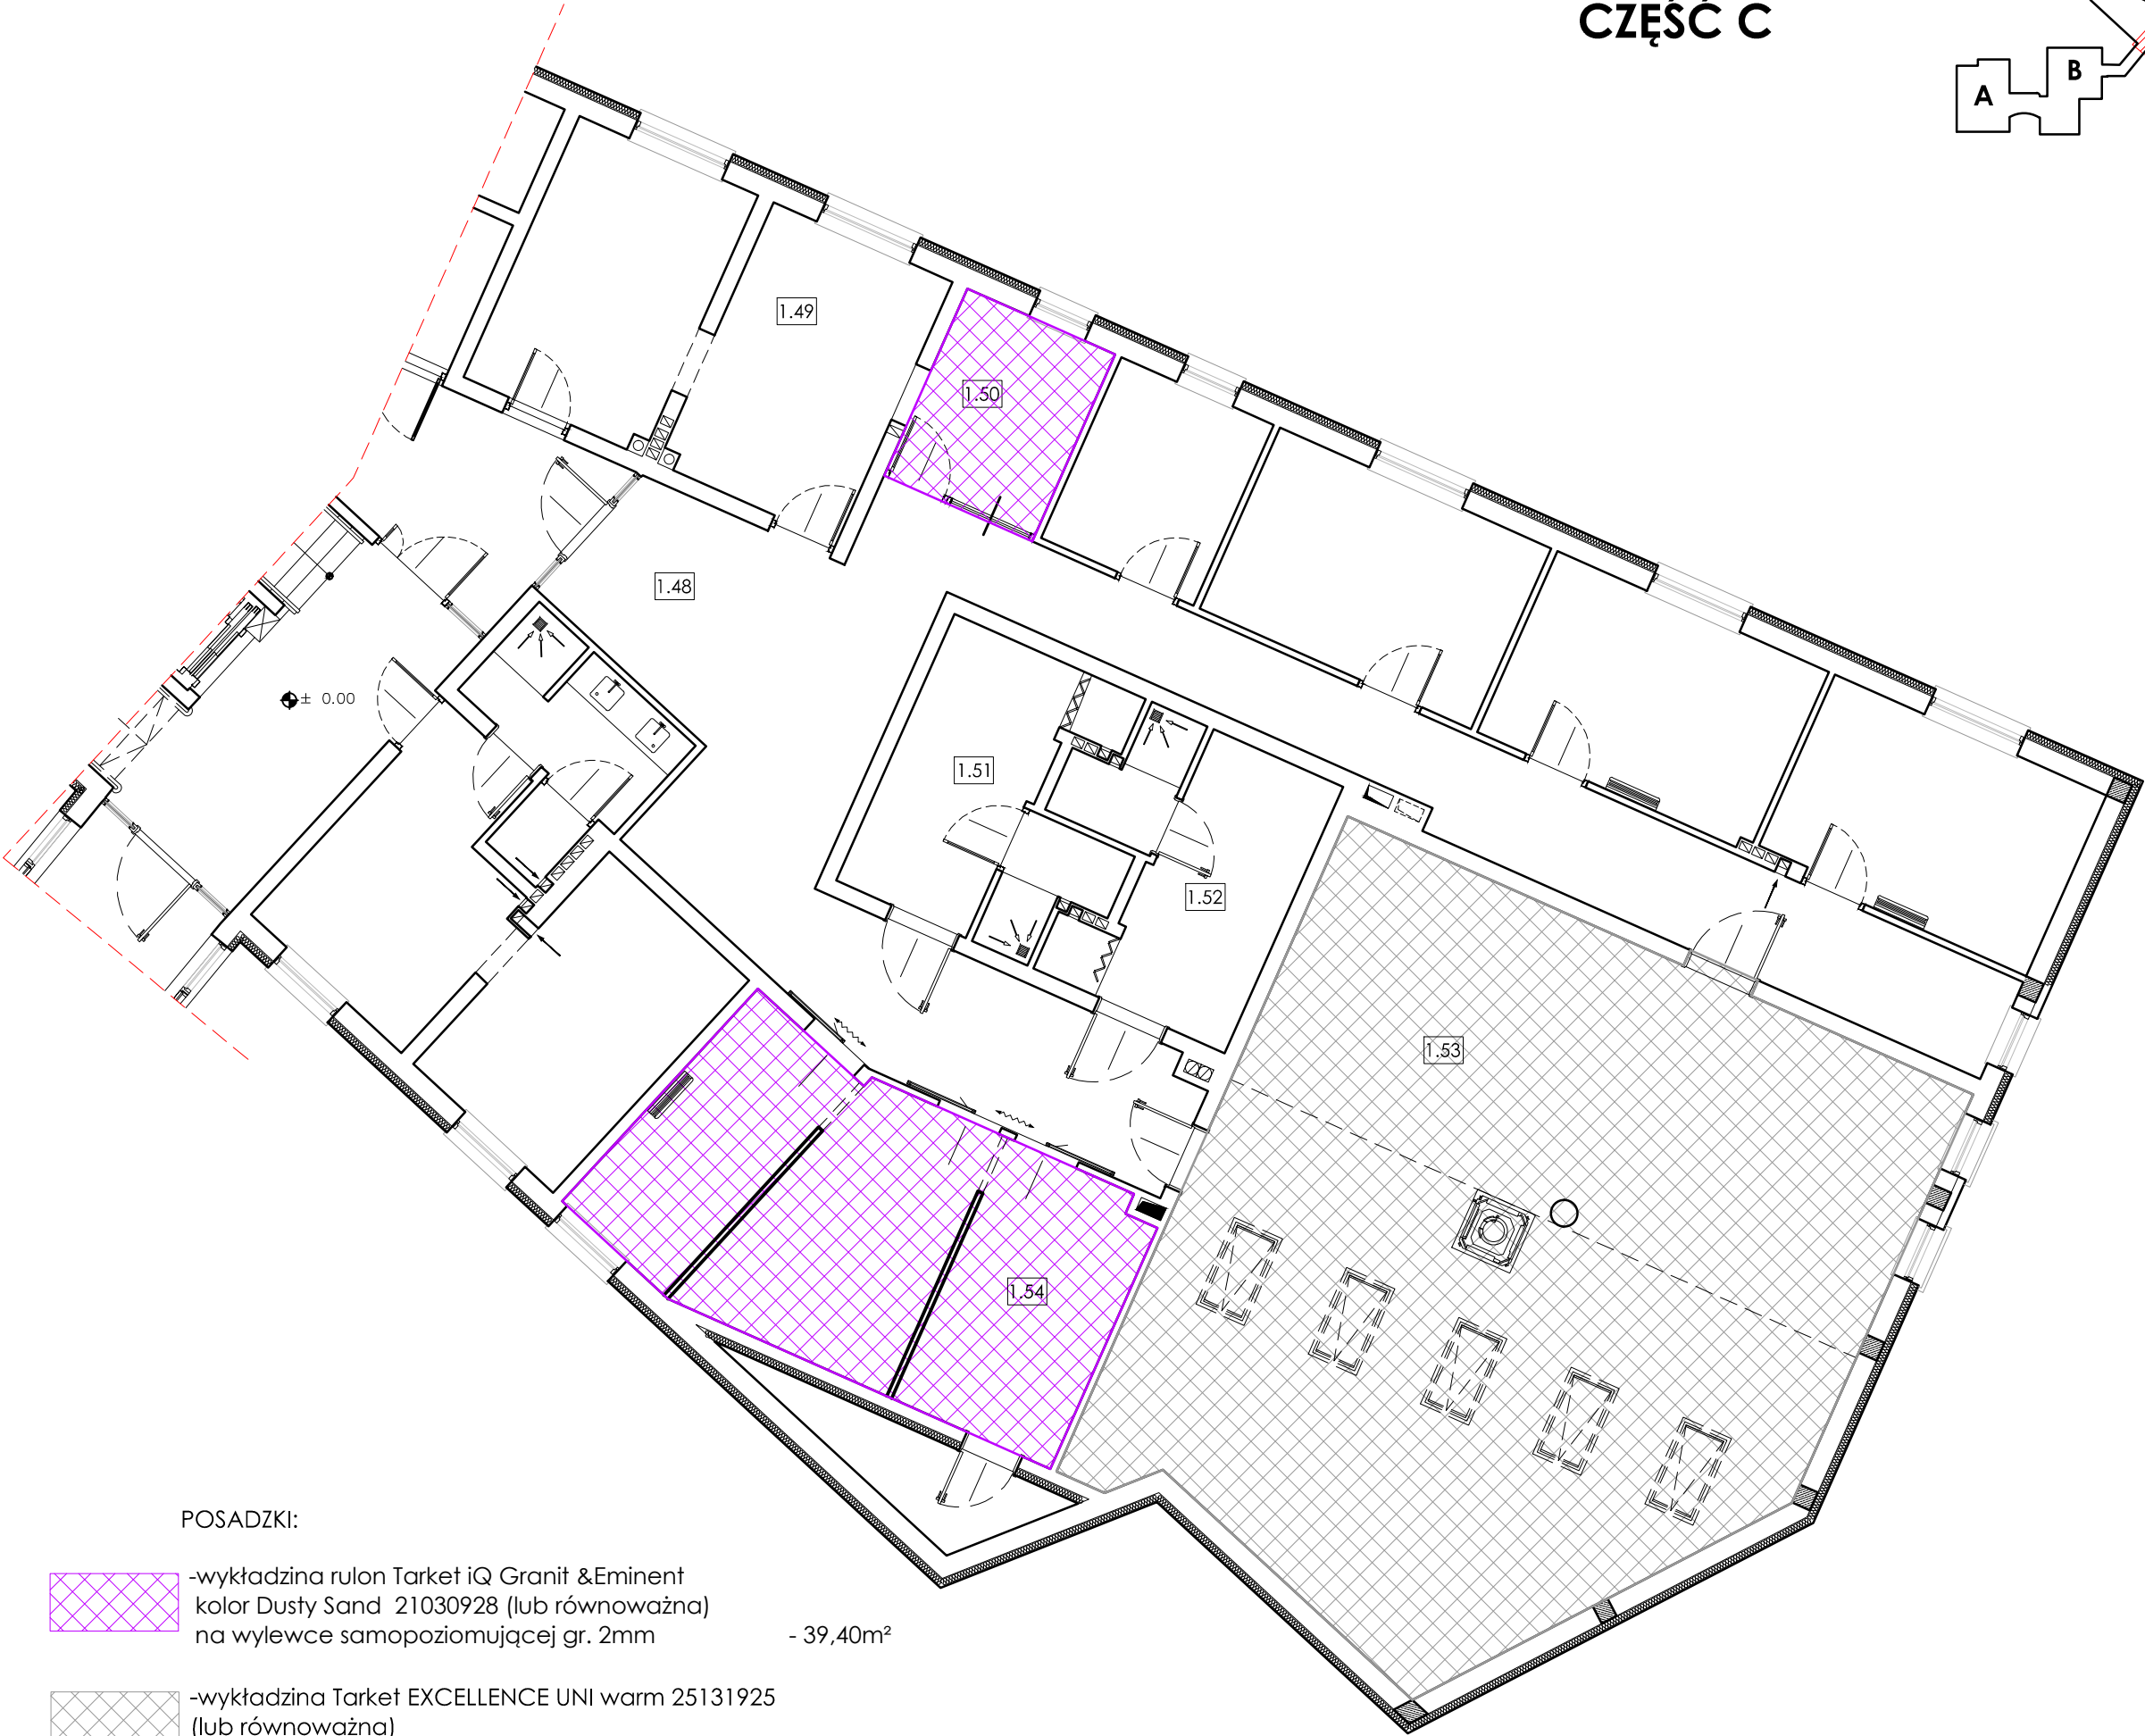 CZĘŚĆ C
B
A
1.49
1.50
1.48
± 0.00
1.51
1.52
1.53
1.54
POSADZKI:
-wykładzina rulon Tarket iQ Granit &Eminent
kolor Dusty Sand 21030928 (lub równoważna)
na wylewce samopoziomującej gr. 2mm - 39,40m²
-wykładzina Tarket EXCELLENCE UNI warm 25131925
(lub równoważna)